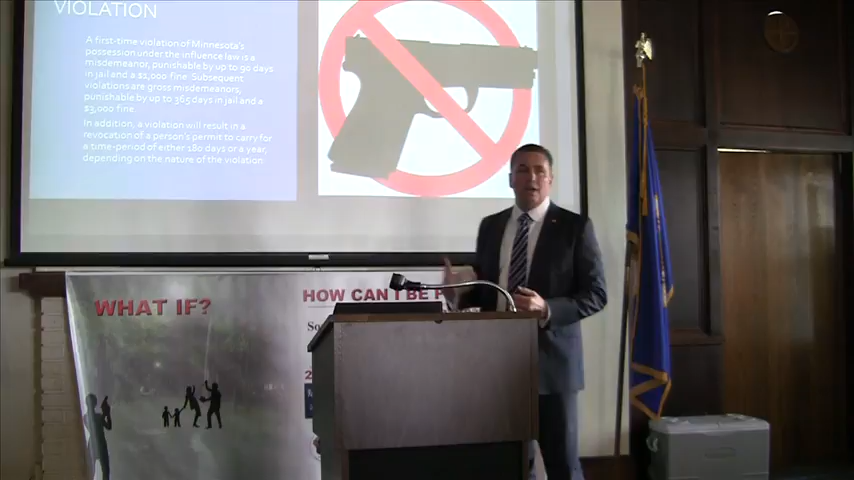 VIOLATION
A first-time violation of Minnesota's
possession under the influence law is a
misdemeanor, punishable by up to 90 days
in jail and a $1,000 fine. Subsequent
violations are gross misdemeanors,
punishable by up to 365 days in jail and a
$3,000 fine.
In addition, a violation will result in a
revocation of a person's permit to carry for
a time-period of either 180 days or a year,
depending on the nature of the violation
WHAT IF?
HOW CAN'T BE